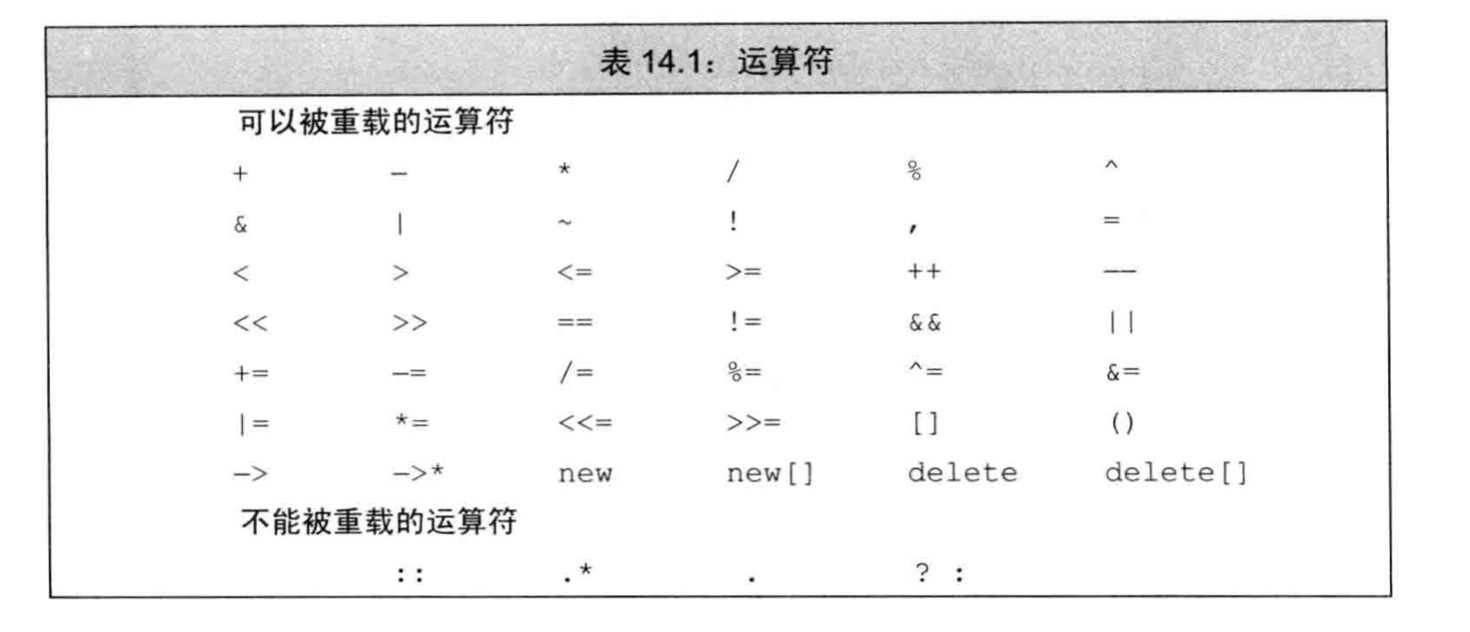 表 14.1：运算符
可以被重载的运算符
+ – * / % ^
& | ~ ! , =
< > <= >= ++ ––
<< >> == != && ||
+= –= /= %= ^= &=
|= *= <<= >>= [] ()
–> –>* new new[] delete delete[]
不能被重载的运算符
:: .* . ? :